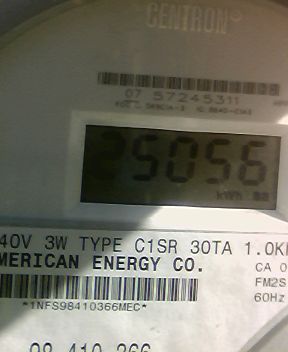 CENTRON®
07 57245311
25056
kWh
40V 3W TYPE C1SR 30TA 1.0K
MERICAN ENERGY CO.
CA 0
FM2S
60Hz
*1NFS98410366MEC*
98 410 366